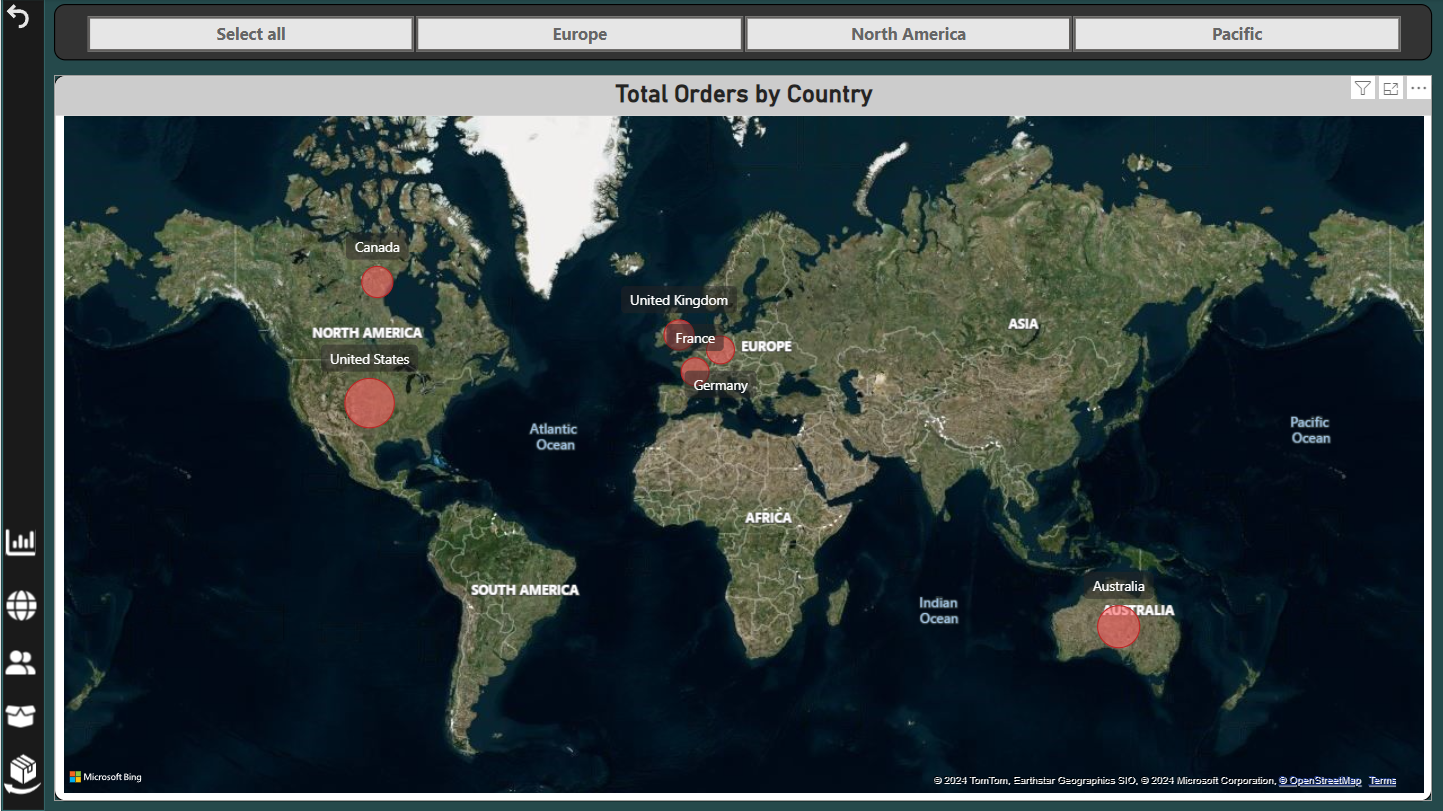 Select all
Europe
North America
Pacific
Total Orders by Country
Canada
NORTH AMERICA
United States
United Kingdom
France
EUROPE
Germany
ASIA
Atlantic
Ocean
Pacific
Ocean
AFRICA
SOUTH AMERICA
Indian
Ocean
Australia
AUSTRALIA
Microsoft Bing
© 2024 TomTom, Earthstar Geographics SIO, © 2024 Microsoft Corporation, © OpenStreetMap Terms